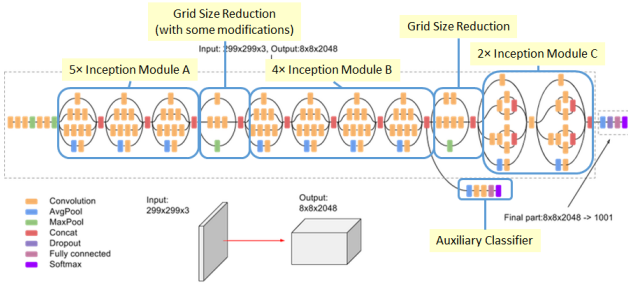 Grid Size Reduction
(with some modifications)
Grid Size Reduction
Input: 299x299x3, Output:8x8x2048
5× Inception Module A
4× Inception Module B
2× Inception Module C
Convolution
AvgPool
MaxPool
Concat
Dropout
Fully connected
Softmax
Input:
299x299x3
Output:
8x8x2048
Auxiliary Classifier
Final part:8x8x2048 -> 1001